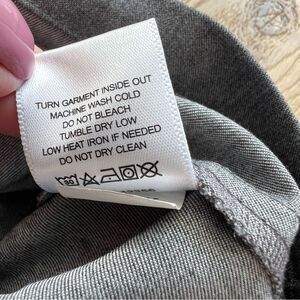 TURN GARMENT INSIDE OUT
MACHINE WASH COLD
DO NOT BLEACH
TUMBLE DRY LOW
LOW HEAT IRON IF NEEDED
DO NOT DRY CLEAN